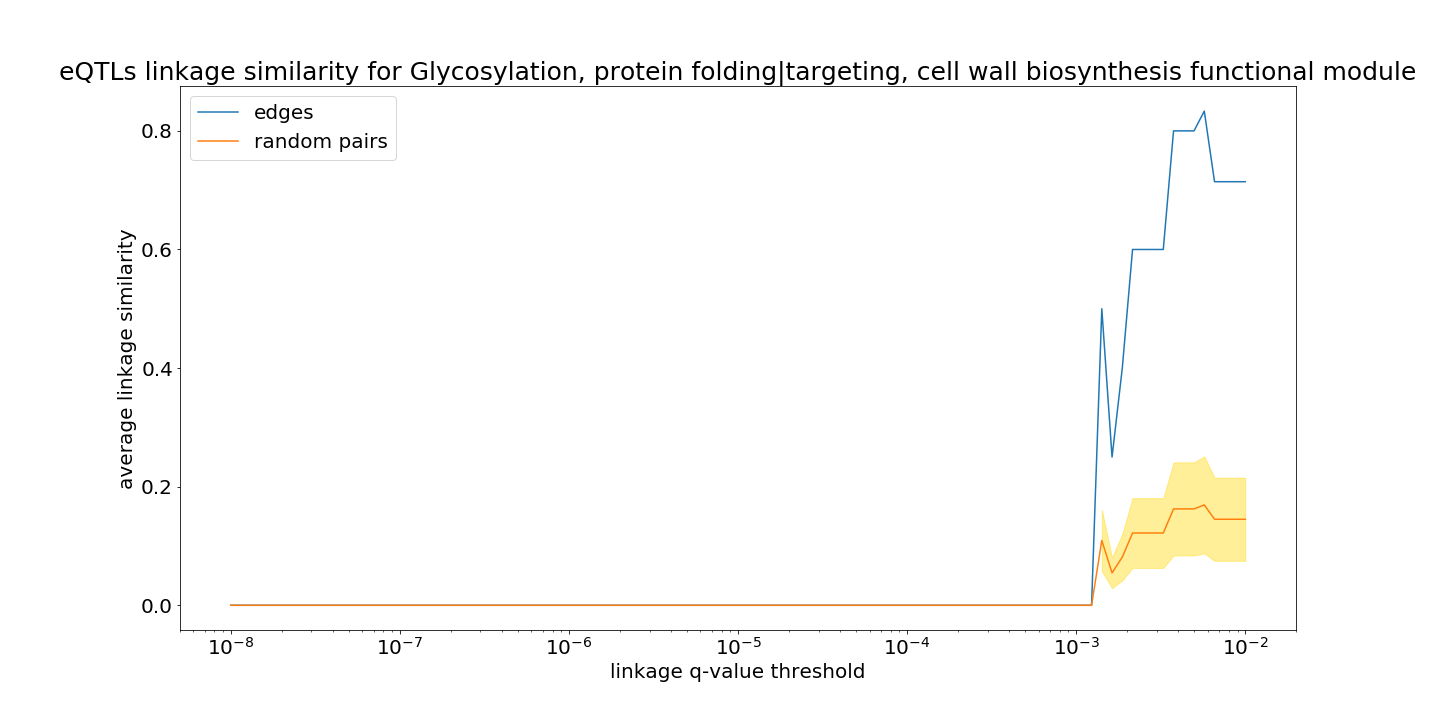 eQTLs linkage similarity for Glycosylation, protein folding|targeting, cell wall biosynthesis functional module
edges
random pairs
average linkage similarity
0.8
0.6
0.4
0.2
0.0
10⁻⁸ 10⁻⁷ 10⁻⁶ 10⁻⁵ 10⁻⁴ 10⁻³ 10⁻²
linkage q-value threshold